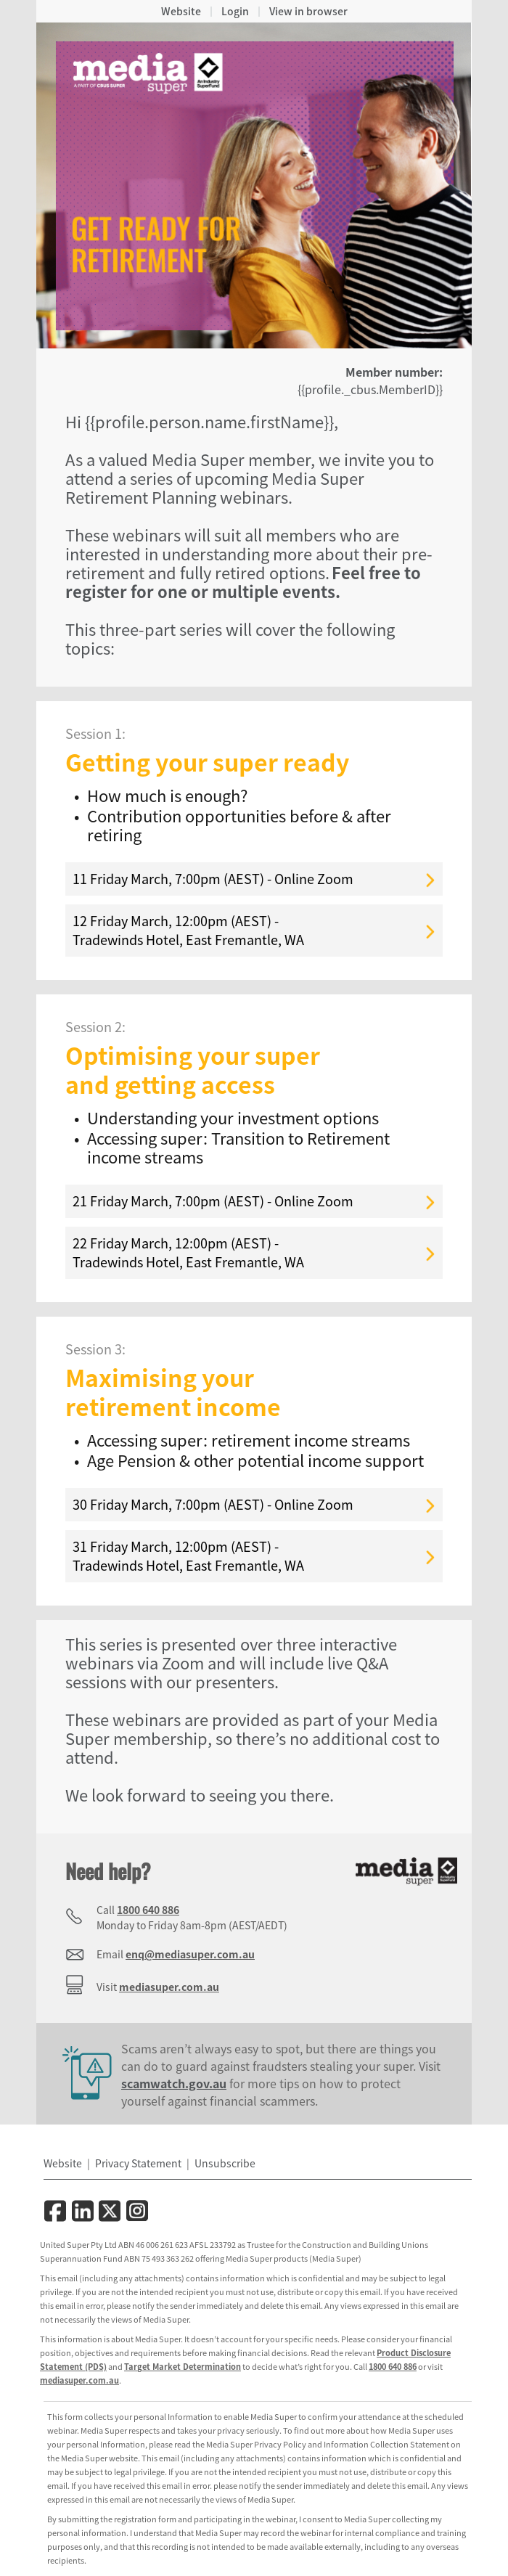 Website | Login | View in browser
media
A PART OF CBUS SUPER
super
An Industry
SuperFund
GET READY FOR
RETIREMENT
Member number:
{{profile._cbus.MemberID}}
Hi {{profile.person.name.firstName}},
As a valued Media Super member, we invite you to
attend a series of upcoming Media Super
Retirement Planning webinars.
These webinars will suit all members who are
interested in understanding more about their pre-
retirement and fully retired options. Feel free to
register for one or multiple events.
This three-part series will cover the following
topics:
Session 1:
Getting your super ready
• How much is enough?
• Contribution opportunities before & after
retiring
11 Friday March, 7:00pm (AEST) - Online Zoom
12 Friday March, 12:00pm (AEST) -
Tradewinds Hotel, East Fremantle, WA
Session 2:
Optimising your super
and getting access
• Understanding your investment options
• Accessing super: Transition to Retirement
income streams
21 Friday March, 7:00pm (AEST) - Online Zoom
22 Friday March, 12:00pm (AEST) -
Tradewinds Hotel, East Fremantle, WA
Session 3:
Maximising your
retirement income
• Accessing super: retirement income streams
• Age Pension & other potential income support
30 Friday March, 7:00pm (AEST) - Online Zoom
31 Friday March, 12:00pm (AEST) -
Tradewinds Hotel, East Fremantle, WA
This series is presented over three interactive
webinars via Zoom and will include live Q&A
sessions with our presenters.
These webinars are provided as part of your Media
Super membership, so there's no additional cost to
attend.
We look forward to seeing you there.
Need help?
media
super
Call 1800 640 886
Monday to Friday 8am-8pm (AEST/AEDT)
Email enq@mediasuper.com.au
Visit mediasuper.com.au
Scams aren't always easy to spot, but there are things you
can do to guard against fraudsters stealing your super. Visit
scamwatch.gov.au for more tips on how to protect
yourself against financial scammers.
Website | Privacy Statement | Unsubscribe
United Super Pty Ltd ABN 46 006 261 623 AFSL 233792 as Trustee for the Construction and Building Unions
Superannuation Fund ABN 75 493 363 262 offering Media Super products (Media Super)
This email (including any attachments) contains information which is confidential and may be subject to legal
privilege. If you are not the intended recipient you must not use, distribute or copy this email. If you have received
this email in error, please notify the sender immediately and delete this email. Any views expressed in this email are
not necessarily the views of Media Super.
This information is about Media Super. It doesn't account for your specific needs. Please consider your financial
position, objectives and requirements before making financial decisions. Read the relevant Product Disclosure
Statement (PDS) and Target Market Determination to decide what's right for you. Call 1800 640 886 or visit
mediasuper.com.au.
This form collects your personal Information to enable Media Super to confirm your attendance at the scheduled
webinar. Media Super respects and takes your privacy seriously. To find out more about how Media Super uses
your personal Information, please read the Media Super Privacy Policy and Information Collection Statement on
the Media Super website. This email (including any attachments) contains information which is confidential and
may be subject to legal privilege. If you are not the intended recipient you must not use, distribute or copy this
email. If you have received this email in error. please notify the sender immediately and delete this email. Any views
expressed in this email are not necessarily the views of Media Super.
By submitting the registration form and participating in the webinar, I consent to Media Super collecting my
personal information. I understand that Media Super may record the webinar for internal compliance and training
purposes only, and that this recording is not intended to be made available externally, including to any overseas
recipients.